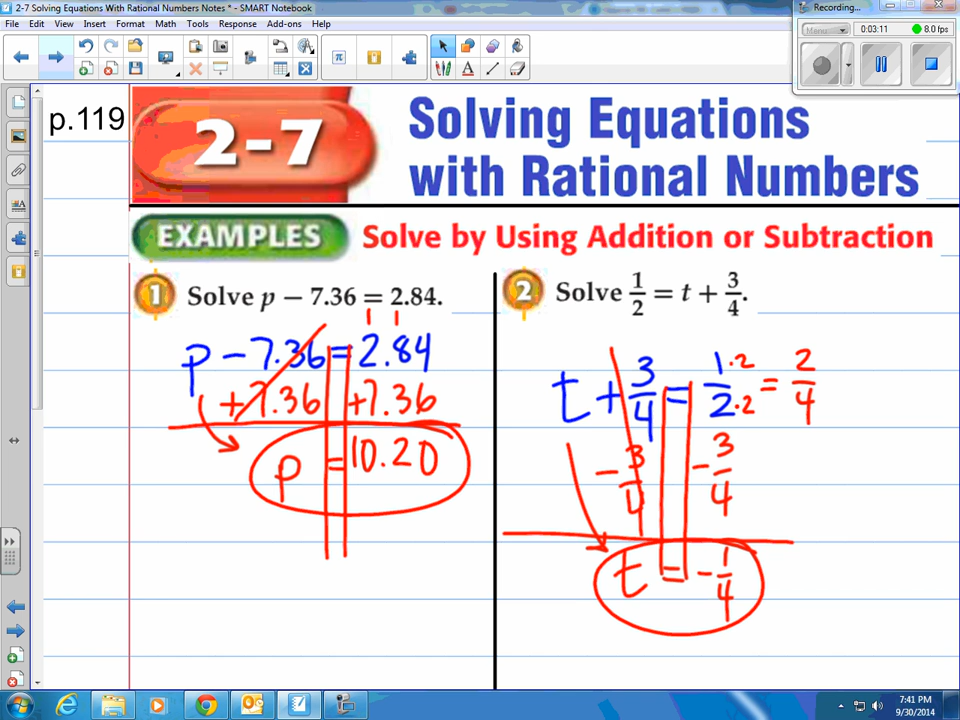 2-7 Solving Equations With Rational Numbers Notes * - SMART Notebook
Recording...
File Edit View Insert Format Math Tools Response Add-ons Help
Menu
0:03:11
8.0 fps
p.119
2-7
Solving Equations
with Rational Numbers
EXAMPLES Solve by Using Addition or Subtraction
1 Solve p − 7.36 = 2.84.
1 1
p − 7.36 = 2.84
+7.36 +7.36
p = 10.20
2 Solve 1/2 = t + 3/4.
t + 3/4 = 1·2/2·2 = 2/4
− 3/4 − 3/4
t = − 1/4
7:41 PM
9/30/2014